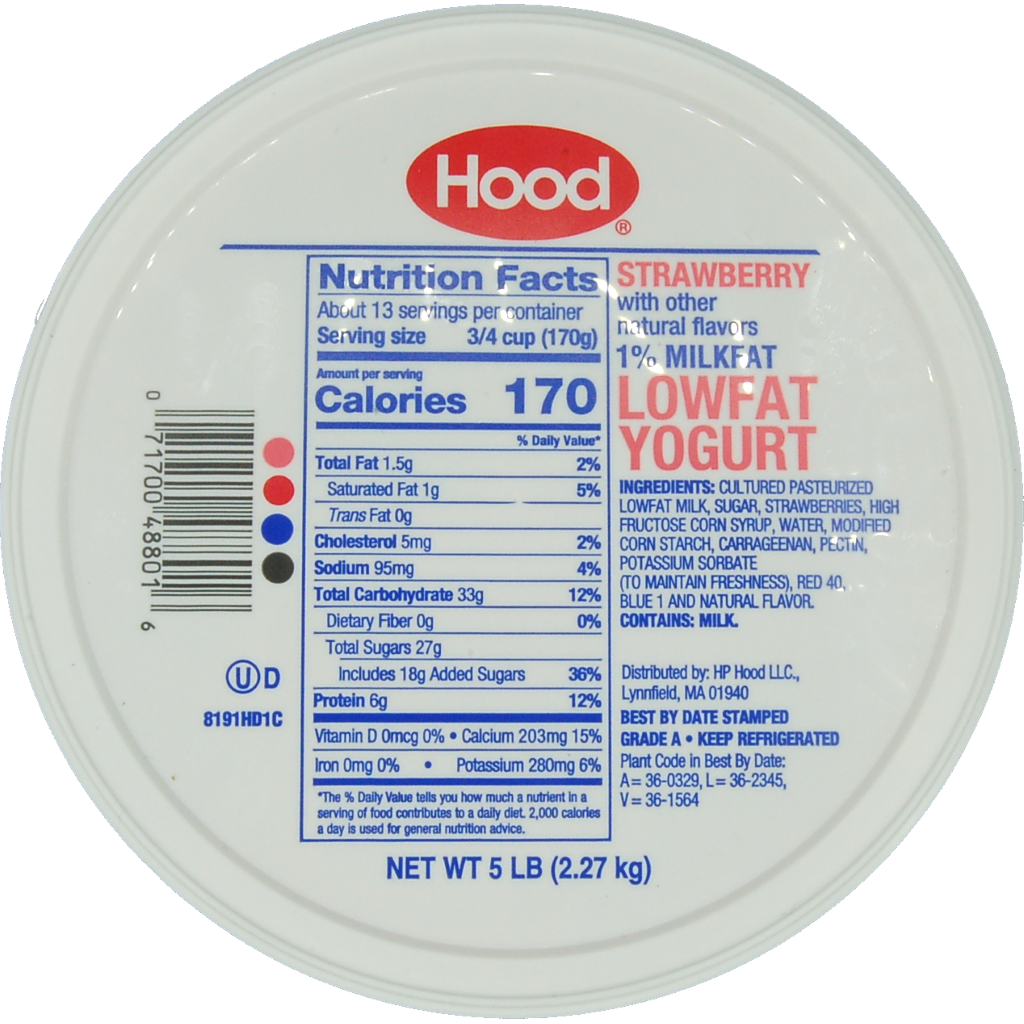 Hood
®
Nutrition Facts
About 13 servings per container
Serving size 3/4 cup (170g)
Amount per serving
Calories 170
% Daily Value*
Total Fat 1.5g 2%
Saturated Fat 1g 5%
Trans Fat 0g
Cholesterol 5mg 2%
Sodium 95mg 4%
Total Carbohydrate 33g 12%
Dietary Fiber 0g 0%
Total Sugars 27g
Includes 18g Added Sugars 36%
Protein 6g 12%
Vitamin D 0mcg 0% • Calcium 203mg 15%
Iron 0mg 0% • Potassium 280mg 6%
*The % Daily Value tells you how much a nutrient in a
serving of food contributes to a daily diet. 2,000 calories
a day is used for general nutrition advice.
STRAWBERRY
with other
natural flavors
1% MILKFAT
LOWFAT
YOGURT
INGREDIENTS: CULTURED PASTEURIZED
LOWFAT MILK, SUGAR, STRAWBERRIES, HIGH
FRUCTOSE CORN SYRUP, WATER, MODIFIED
CORN STARCH, CARRAGEENAN, PECTIN,
POTASSIUM SORBATE
(TO MAINTAIN FRESHNESS), RED 40,
BLUE 1 AND NATURAL FLAVOR.
CONTAINS: MILK.
Distributed by: HP Hood LLC.,
Lynnfield, MA 01940
BEST BY DATE STAMPED
GRADE A • KEEP REFRIGERATED
Plant Code in Best By Date:
A= 36-0329, L= 36-2345,
V= 36-1564
0 71700 48801 6
U D
8191HD1C
NET WT 5 LB (2.27 kg)